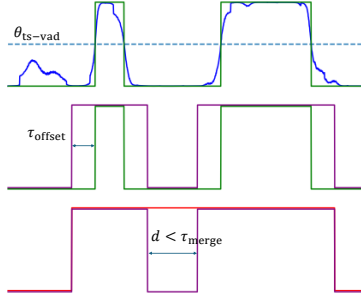 θts−vad
τoffset
d < τmerge